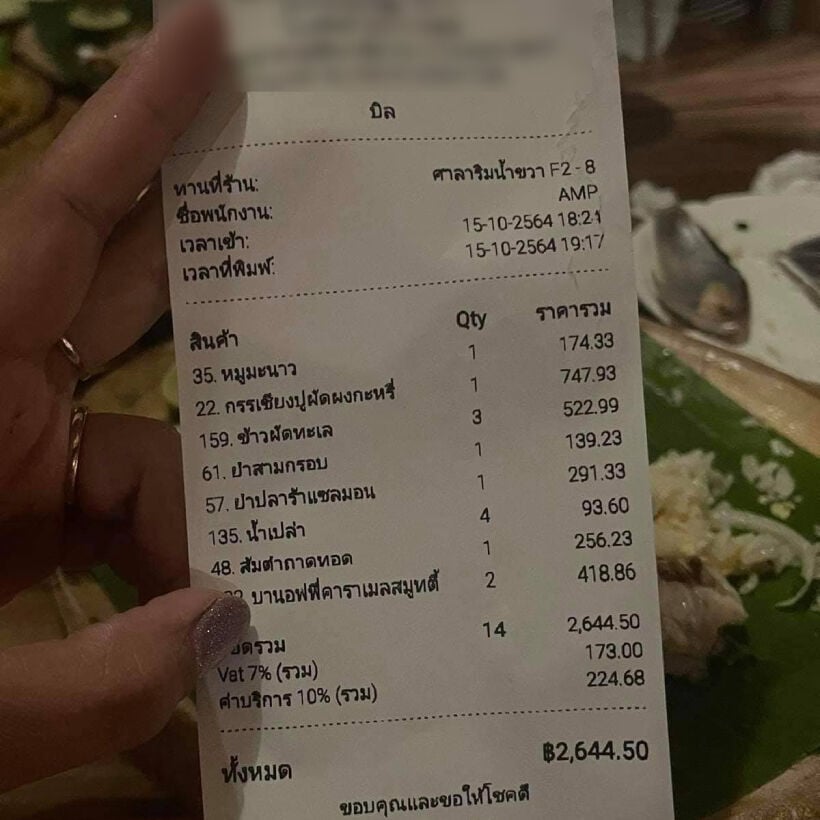 บิล
ทานที่ร้าน: ศาลาริมน้ำขวา F2 - 8
ชื่อพนักงาน: AMP
เวลาเข้า: 15-10-2564 18:21
เวลาที่พิมพ์: 15-10-2564 19:17
สินค้า Qty ราคารวม
35. หมูมะนาว 1 174.33
22. กรรเชียงปูผัดผงกะหรี่ 1 747.93
159. ข้าวผัดทะเล 3 522.99
61. ยำสามกรอบ 1 139.23
57. ยำปลาร้าแซลมอน 1 291.33
135. น้ำเปล่า 4 93.60
48. ส้มตำถาดทอด 1 256.23
บานอฟฟี่คาราเมลสมูทตี้ 2 418.86
14 2,644.50
Vat 7% (รวม) 173.00
ค่าบริการ 10% (รวม) 224.68
ทั้งหมด ฿2,644.50
ขอบคุณและขอให้โชคดี